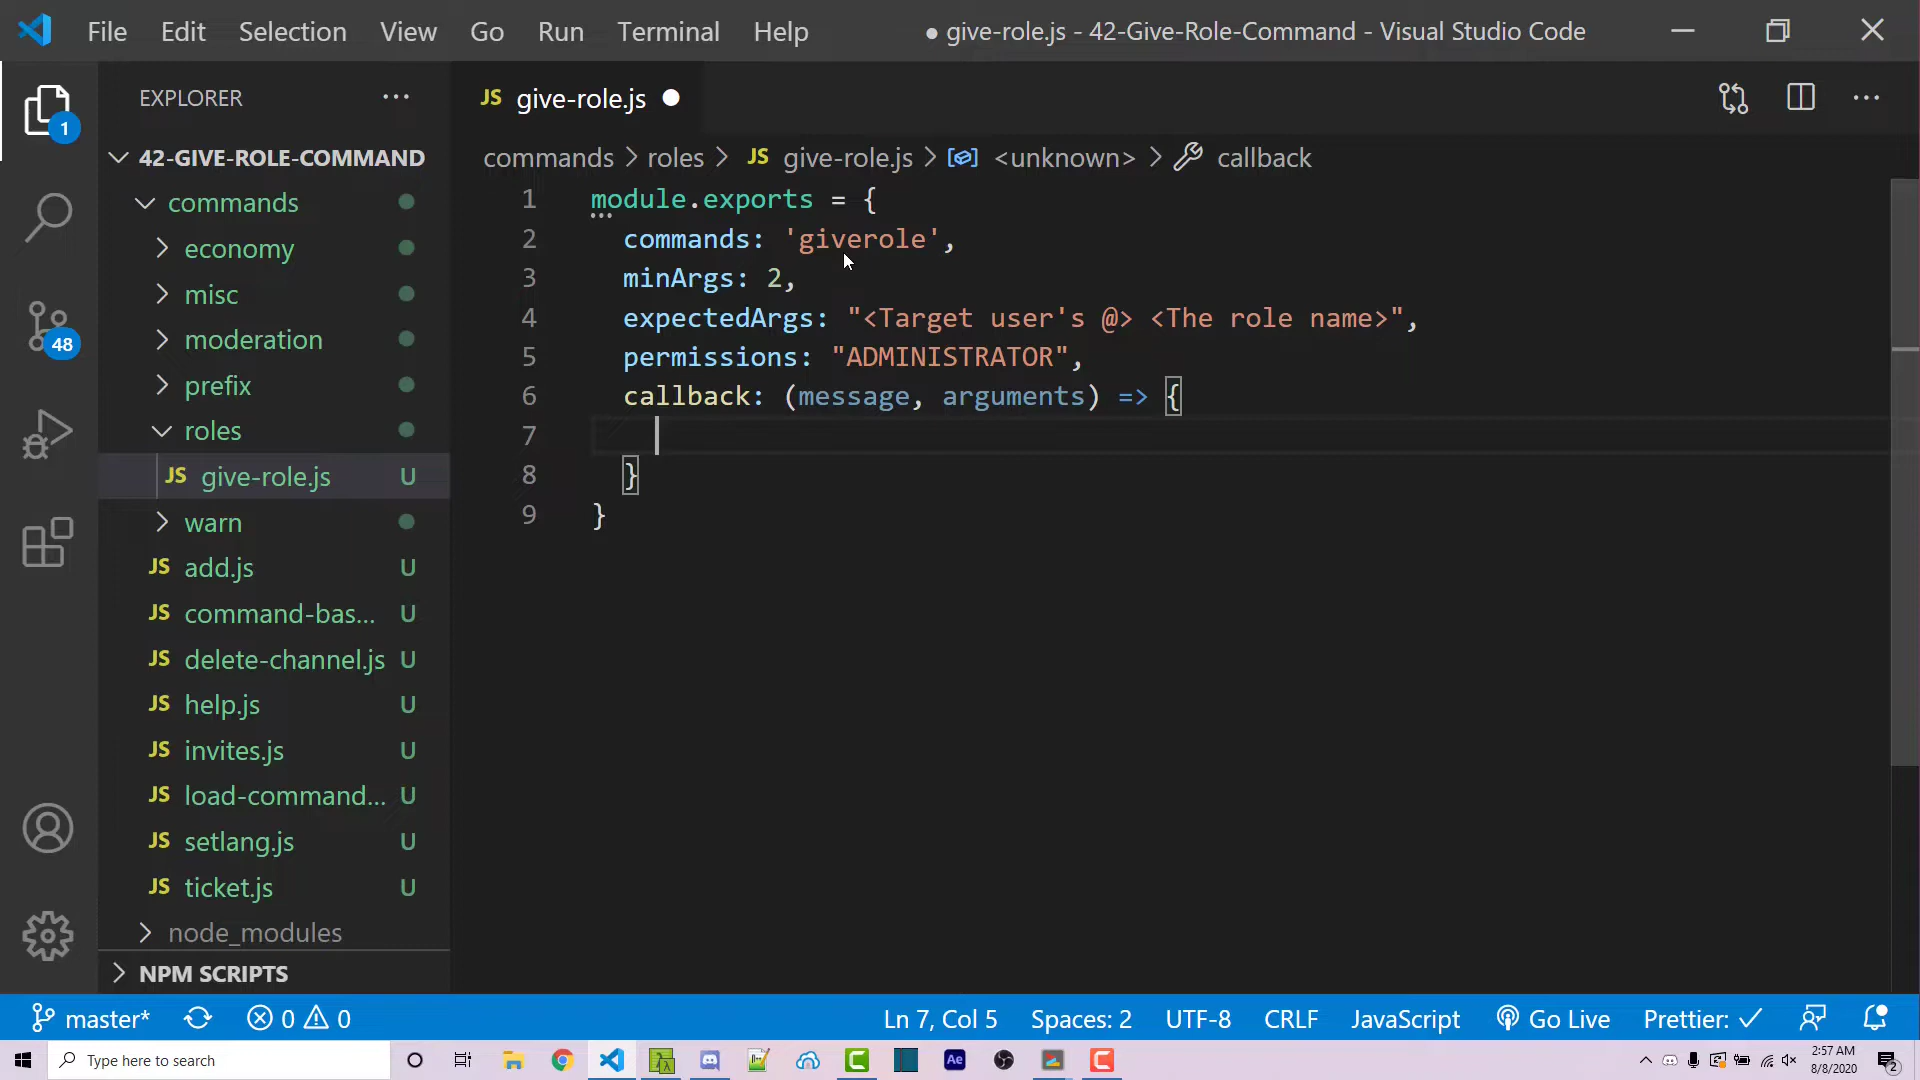 File Edit Selection View Go Run Terminal Help
● give-role.js - 42-Give-Role-Command - Visual Studio Code
EXPLORER
1
48
42-GIVE-ROLE-COMMAND
commands
economy
misc
moderation
prefix
roles
JS give-role.js U
warn
JS add.js U
JS command-bas... U
JS delete-channel.js U
JS help.js U
JS invites.js U
JS load-command... U
JS setlang.js U
JS ticket.js U
node_modules
NPM SCRIPTS
JS give-role.js ●
commands > roles > JS give-role.js > <unknown> > callback
1 module.exports = {
2 commands: 'giverole',
3 minArgs: 2,
4 expectedArgs: "<Target user's @> <The role name>",
5 permissions: "ADMINISTRATOR",
6 callback: (message, arguments) => {
7
8 }
9 }
master* 0 0 Ln 7, Col 5 Spaces: 2 UTF-8 CRLF JavaScript Go Live Prettier: ✓
Type here to search
Ae
2:57 AM
8/8/2020
2